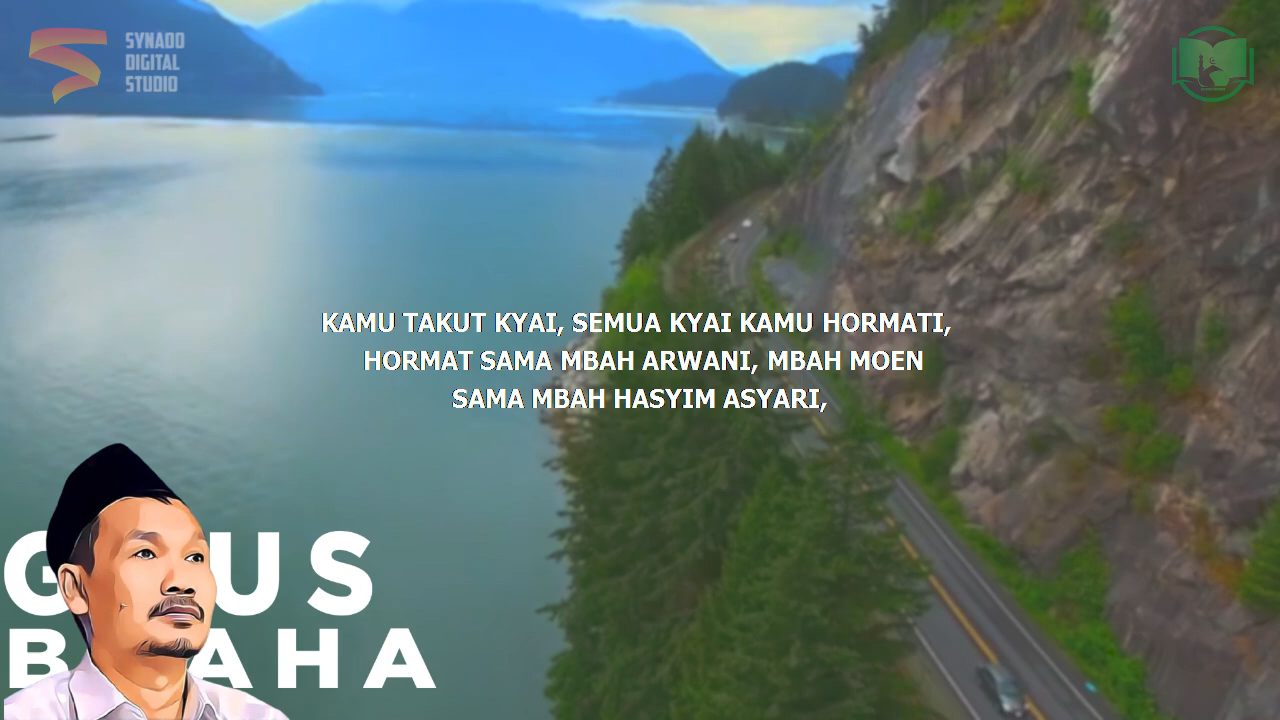 SYNADO
DIGITAL
STUDIO
KAMU TAKUT KYAI, SEMUA KYAI KAMU HORMATI,
HORMAT SAMA MBAH ARWANI, MBAH MOEN
SAMA MBAH HASYIM ASYARI,
GUS
BAHA